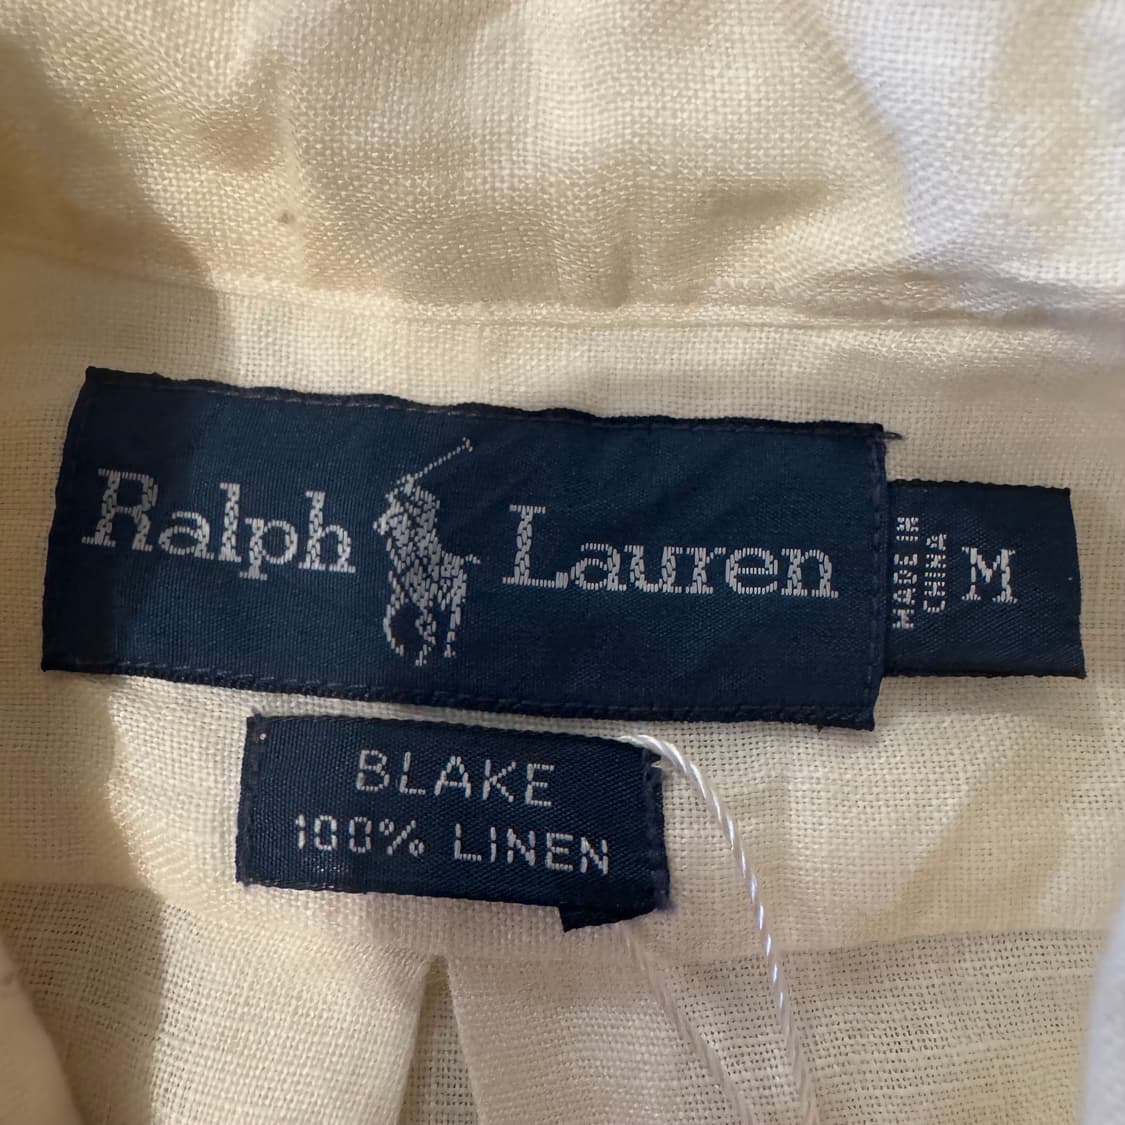 Ralph Lauren
MADE IN
CHINA
M
BLAKE
100% LINEN